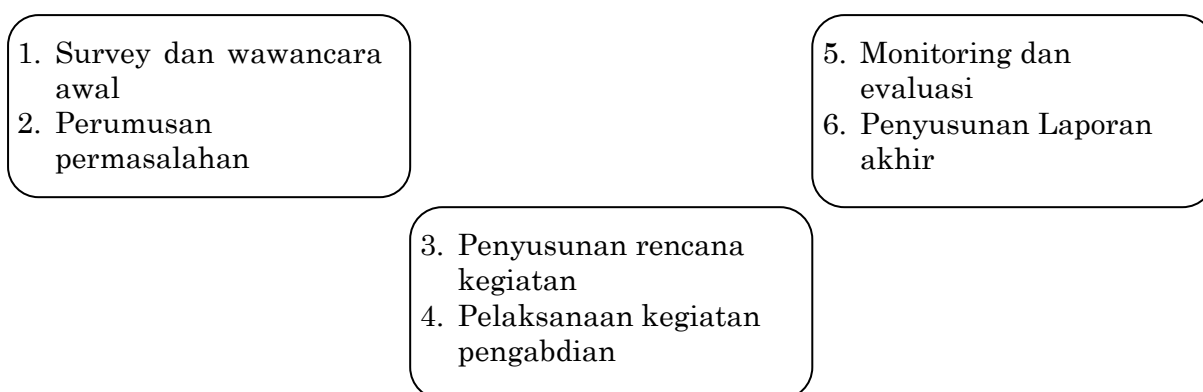 1. Survey dan wawancara
awal
2. Perumusan
permasalahan
3. Penyusunan rencana
kegiatan
4. Pelaksanaan kegiatan
pengabdian
5. Monitoring dan
evaluasi
6. Penyusunan Laporan
akhir